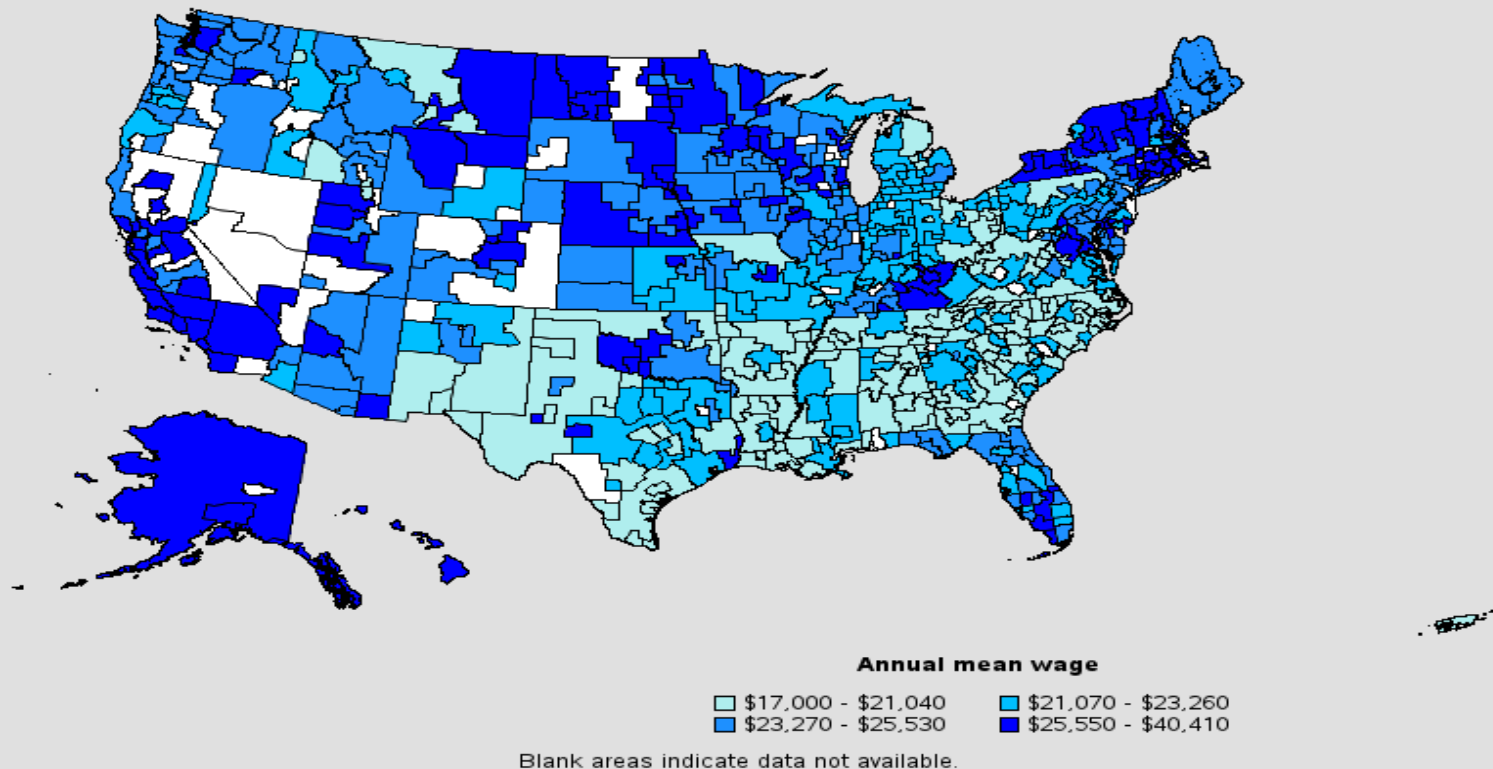 Annual mean wage
$17,000 - $21,040 $21,070 - $23,260
$23,270 - $25,530 $25,550 - $40,410
Blank areas indicate data not available.